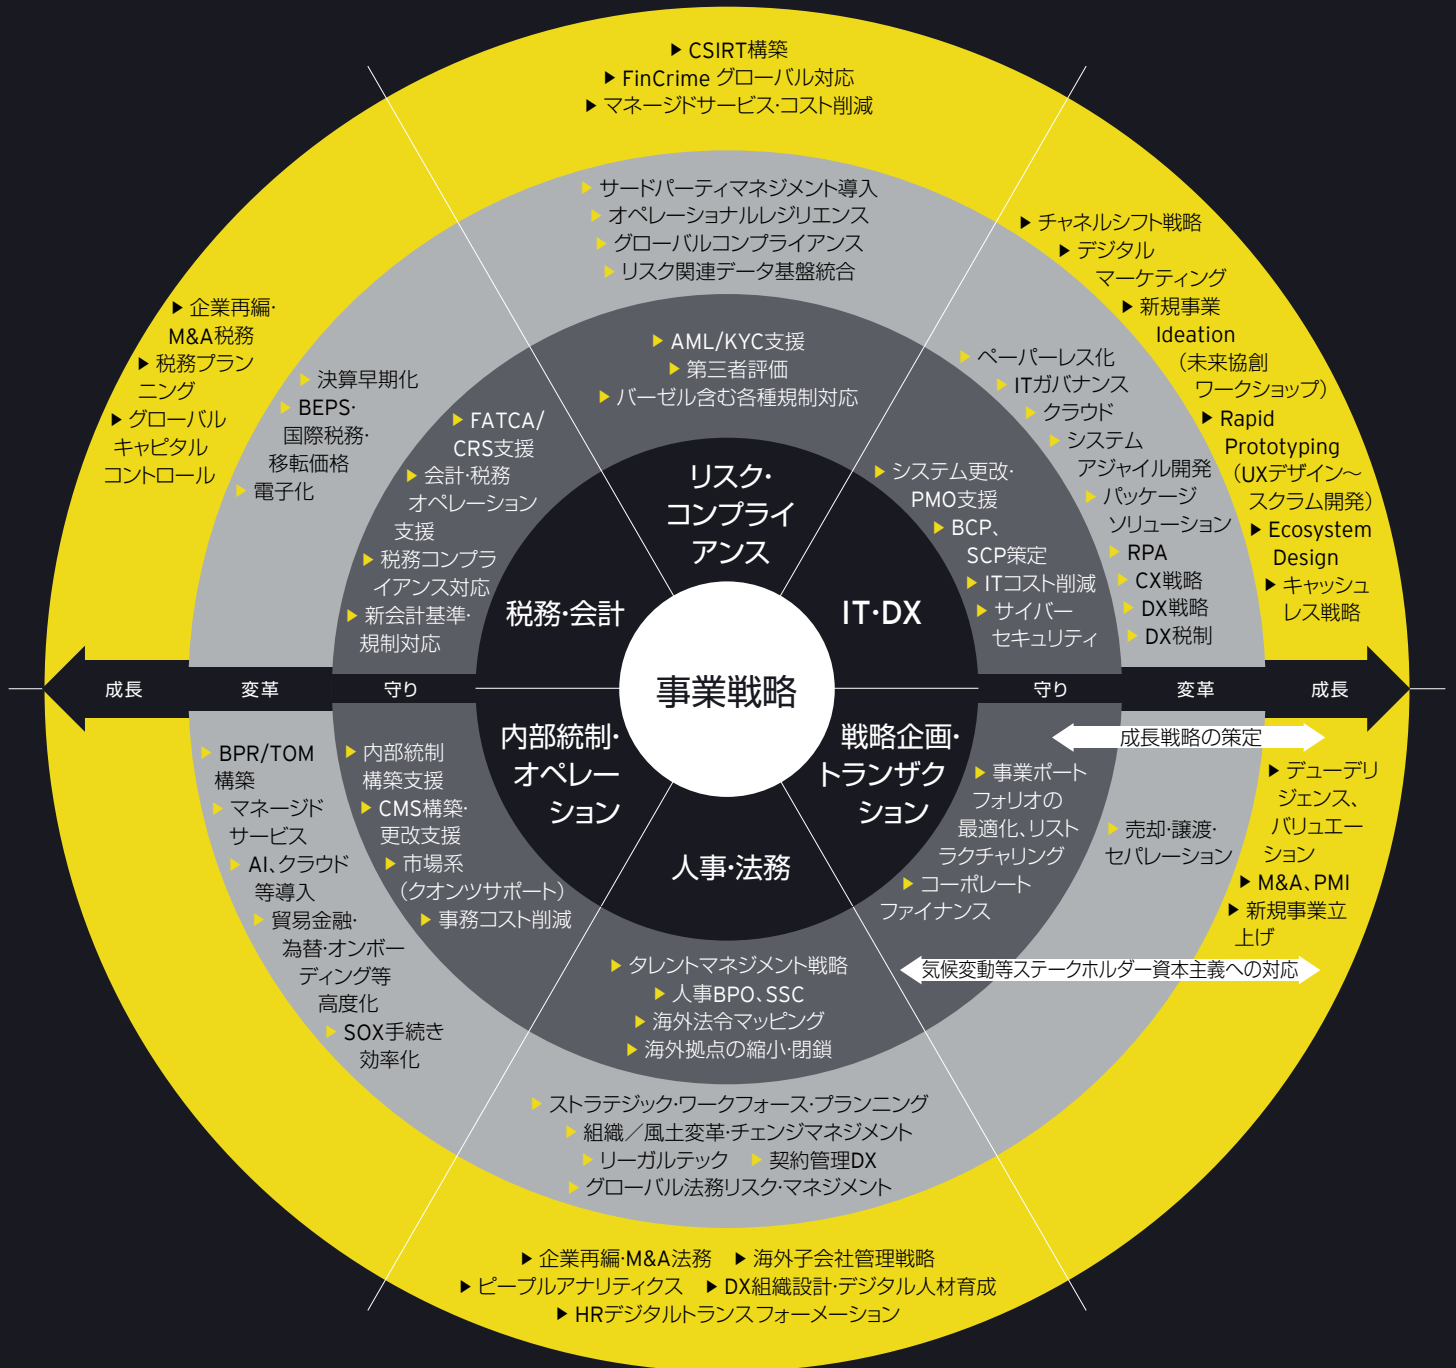 ▶ CSIRT構築
▶ FinCrime グローバル対応
▶ マネージドサービス・コスト削減
▶ サードパーティマネジメント導入
▶ オペレーショナルレジリエンス
▶ グローバルコンプライアンス
▶ リスク関連データ基盤統合
▶ AML/KYC支援
▶ 第三者評価
▶ バーゼル含む各種規制対応
リスク・
コンプライ
アンス
▶ チャネルシフト戦略
▶ デジタル
マーケティング
▶ 新規事業
Ideation
（未来協創
ワークショップ）
▶ Rapid
Prototyping
（UXデザイン～
スクラム開発）
▶ Ecosystem
Design
▶ キャッシュ
レス戦略
▶ ペーパーレス化
▶ ITガバナンス
▶ クラウド
▶ システム
アジャイル開発
▶ パッケージ
ソリューション
▶ RPA
▶ CX戦略
▶ DX戦略
▶ DX税制
▶ システム更改・
PMO支援
▶ BCP、
SCP策定
▶ ITコスト削減
▶ サイバー
セキュリティ
IT・DX
▶ 企業再編・
M&A税務
▶ 税務プラン
ニング
▶ グローバル
キャピタル
コントロール
▶ 決算早期化
▶ BEPS・
国際税務・
移転価格
▶ 電子化
▶ FATCA/
CRS支援
▶ 会計・税務
オペレーション
支援
▶ 税務コンプラ
イアンス対応
▶ 新会計基準・
規制対応
税務・会計
成長
変革
守り
事業戦略
守り
変革
成長
内部統制・
オペレー
ション
▶ 内部統制
構築支援
▶ CMS構築・
更改支援
▶ 市場系
（クオンツサポート）
▶ 事務コスト削減
▶ BPR/TOM
構築
▶ マネージド
サービス
▶ AI、クラウド
等導入
▶ 貿易金融・
為替・オンボー
ディング等
高度化
▶ SOX手続き
効率化
戦略企画・
トランザク
ション
成長戦略の策定
▶ 事業ポート
フォリオの
最適化、リスト
ラクチャリング
▶ コーポレート
ファイナンス
▶ 売却・譲渡・
セパレーション
▶ デューデリ
ジェンス、
バリュエー
ション
▶ M&A、PMI
▶ 新規事業立
上げ
気候変動等ステークホルダー資本主義への対応
人事・法務
▶ タレントマネジメント戦略
▶ 人事BPO、SSC
▶ 海外法令マッピング
▶ 海外拠点の縮小・閉鎖
▶ ストラテジック・ワークフォース・プランニング
▶ 組織／風土変革・チェンジマネジメント
▶ リーガルテック ▶ 契約管理DX
▶ グローバル法務リスク・マネジメント
▶ 企業再編・M&A法務 ▶ 海外子会社管理戦略
▶ ピープルアナリティクス ▶ DX組織設計・デジタル人材育成
▶ HRデジタルトランスフォーメーション